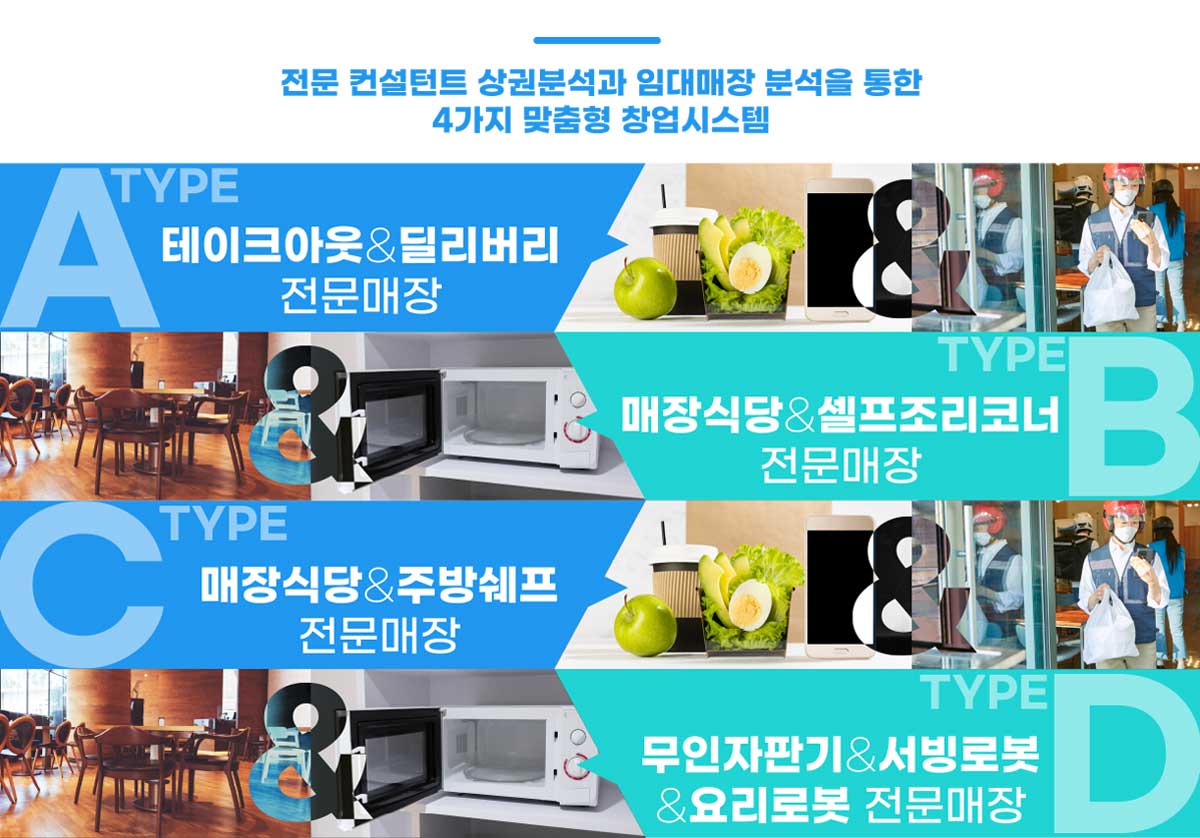 전문 컨설턴트 상권분석과 임대매장 분석을 통한
4가지 맞춤형 창업시스템
A TYPE
테이크아웃&딜리버리
전문매장
&
&
TYPE B
매장식당&셀프조리코너
전문매장
C TYPE
매장식당&주방쉐프
전문매장
&
&
TYPE D
무인자판기&서빙로봇
&요리로봇 전문매장